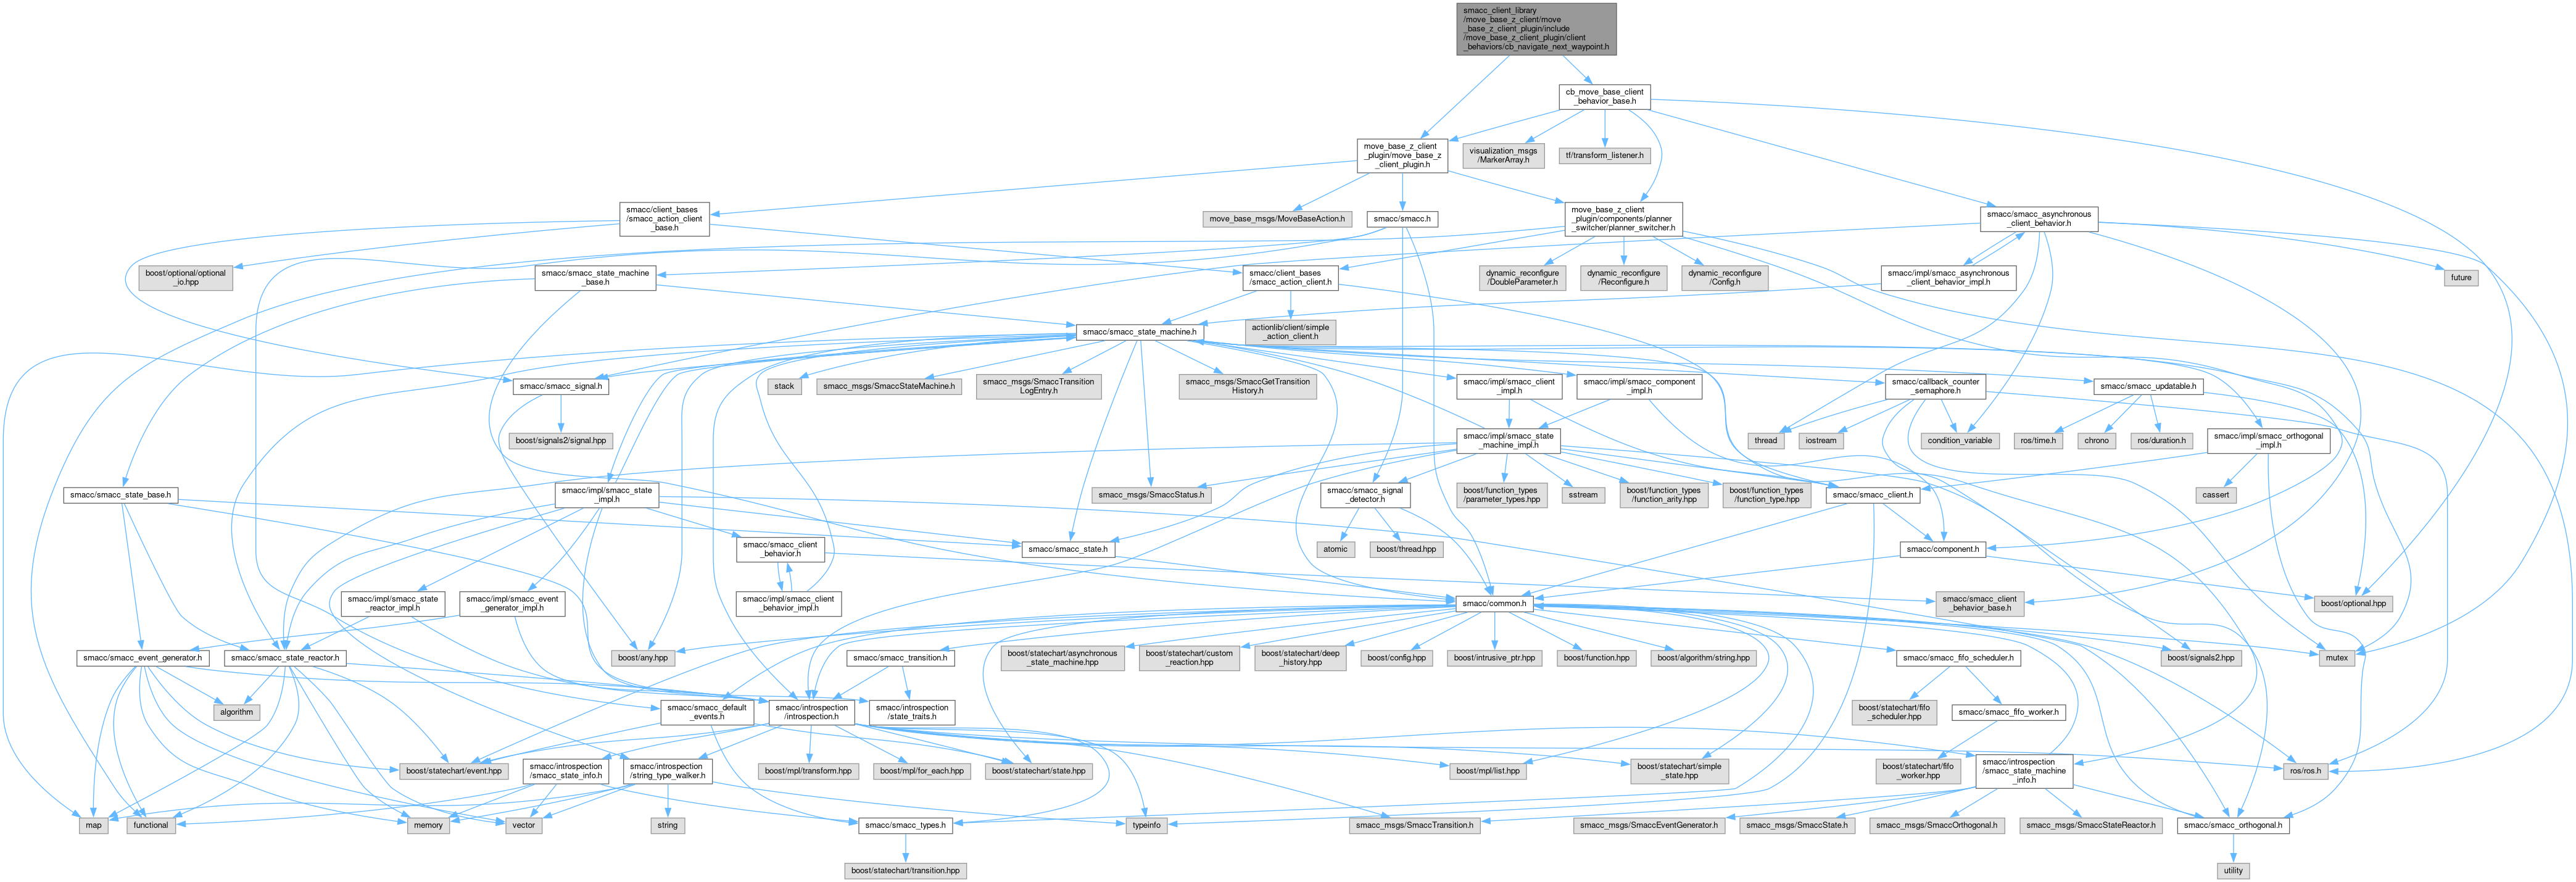 smacc_client_library
/move_base_z_client/move
_base_z_client_plugin/include
/move_base_z_client_plugin/client
_behaviors/cb_navigate_next_waypoint.h
cb_move_base_client
_behavior_base.h
move_base_z_client
_plugin/move_base_z
_client_plugin.h
visualization_msgs
/MarkerArray.h
tf/transform_listener.h
smacc/client_bases
/smacc_action_client
_base.h
move_base_msgs/MoveBaseAction.h
smacc/smacc.h
move_base_z_client
_plugin/components/planner
_switcher/planner_switcher.h
smacc/smacc_asynchronous
_client_behavior.h
boost/optional/optional
_io.hpp
smacc/smacc_state_machine
_base.h
smacc/client_bases
/smacc_action_client.h
dynamic_reconfigure
/DoubleParameter.h
dynamic_reconfigure
/Reconfigure.h
dynamic_reconfigure
/Config.h
smacc/impl/smacc_asynchronous
_client_behavior_impl.h
future
smacc/smacc_state_machine.h
actionlib/client/simple
_action_client.h
smacc/smacc_signal.h
stack
smacc_msgs/SmaccStateMachine.h
smacc_msgs/SmaccTransition
LogEntry.h
smacc_msgs/SmaccGetTransition
History.h
smacc/impl/smacc_client
_impl.h
smacc/impl/smacc_component
_impl.h
smacc/callback_counter
_semaphore.h
smacc/smacc_updatable.h
boost/signals2/signal.hpp
smacc/impl/smacc_state
_machine_impl.h
thread
iostream
condition_variable
ros/time.h
chrono
ros/duration.h
smacc/impl/smacc_orthogonal
_impl.h
smacc/smacc_state_base.h
smacc/impl/smacc_state
_impl.h
smacc_msgs/SmaccStatus.h
smacc/smacc_signal
_detector.h
boost/function_types
/parameter_types.hpp
sstream
boost/function_types
/function_arity.hpp
boost/function_types
/function_type.hpp
smacc/smacc_client.h
cassert
smacc/smacc_client
_behavior.h
smacc/smacc_state.h
atomic
boost/thread.hpp
smacc/component.h
smacc/impl/smacc_state
_reactor_impl.h
smacc/impl/smacc_event
_generator_impl.h
smacc/impl/smacc_client
_behavior_impl.h
smacc/common.h
smacc/smacc_client
_behavior_base.h
boost/optional.hpp
smacc/smacc_event_generator.h
smacc/smacc_state_reactor.h
boost/any.hpp
smacc/smacc_transition.h
boost/statechart/asynchronous
_state_machine.hpp
boost/statechart/custom
_reaction.hpp
boost/statechart/deep
_history.hpp
boost/config.hpp
boost/intrusive_ptr.hpp
boost/function.hpp
boost/algorithm/string.hpp
smacc/smacc_fifo_scheduler.h
boost/signals2.hpp
mutex
algorithm
smacc/smacc_default
_events.h
smacc/introspection
/introspection.h
smacc/introspection
/state_traits.h
boost/statechart/fifo
_scheduler.hpp
smacc/smacc_fifo_worker.h
boost/statechart/event.hpp
smacc/introspection
/smacc_state_info.h
smacc/introspection
/string_type_walker.h
boost/mpl/transform.hpp
boost/mpl/for_each.hpp
boost/statechart/state.hpp
boost/mpl/list.hpp
boost/statechart/simple
_state.hpp
boost/statechart/fifo
_worker.hpp
smacc/introspection
/smacc_state_machine
_info.h
ros/ros.h
map
functional
memory
vector
string
smacc/smacc_types.h
typeinfo
smacc_msgs/SmaccTransition.h
smacc_msgs/SmaccEventGenerator.h
smacc_msgs/SmaccState.h
smacc_msgs/SmaccOrthogonal.h
smacc_msgs/SmaccStateReactor.h
smacc/smacc_orthogonal.h
boost/statechart/transition.hpp
utility